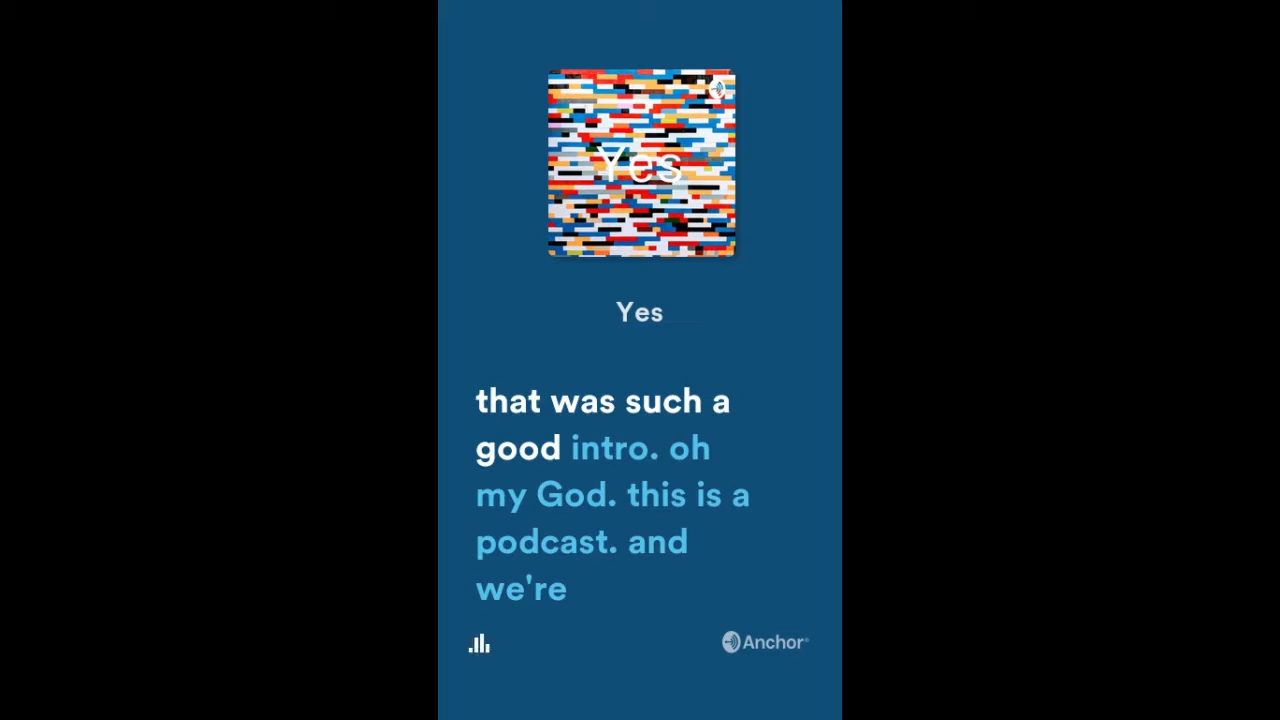 Yes
Yes
that was such a
good intro. oh
my God. this is a
podcast. and
we're
Anchor